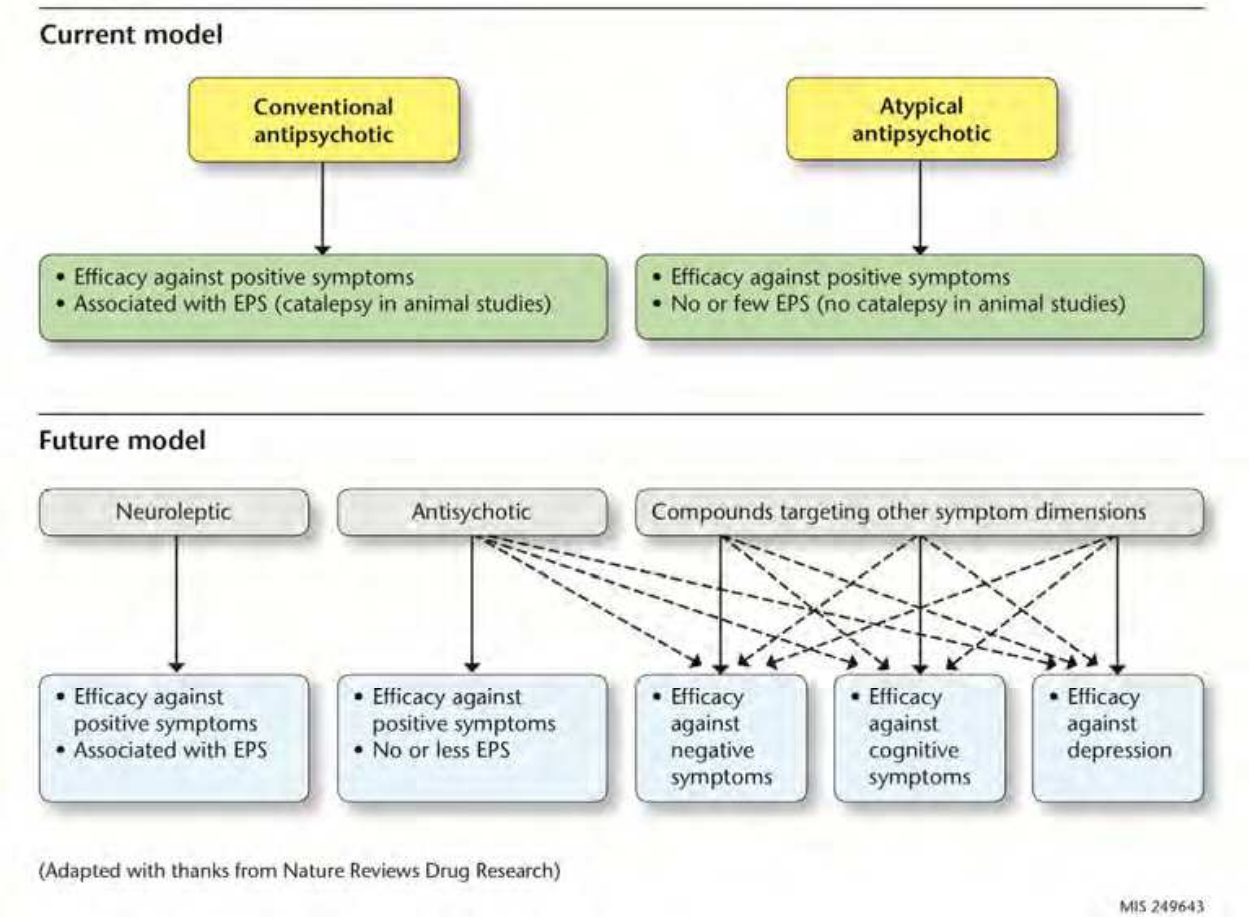 Current model
Conventional
antipsychotic
Atypical
antipsychotic
• Efficacy against positive symptoms
• Associated with EPS (catalepsy in animal studies)
• Efficacy against positive symptoms
• No or few EPS (no catalepsy in animal studies)
Future model
Neuroleptic
Antisychotic
Compounds targeting other symptom dimensions
• Efficacy against
positive symptoms
• Associated with EPS
• Efficacy against
positive symptoms
• No or less EPS
• Efficacy
against
negative
symptoms
• Efficacy
against
cognitive
symptoms
• Efficacy
against
depression
(Adapted with thanks from Nature Reviews Drug Research)
MIS 249643